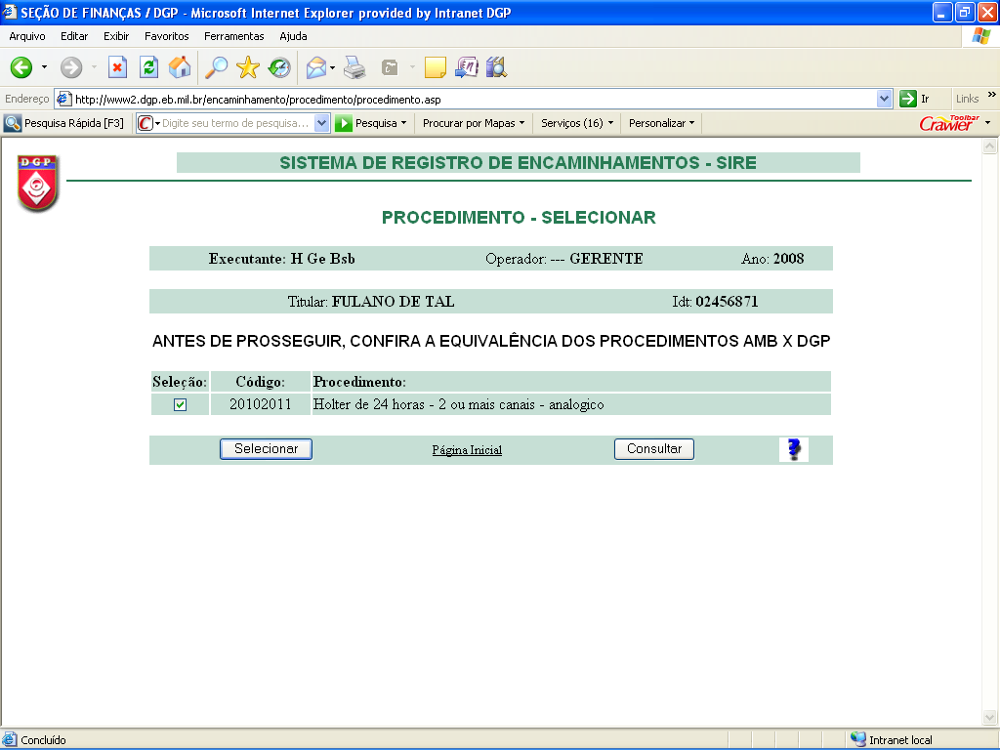 SEÇÃO DE FINANÇAS / DGP - Microsoft Internet Explorer provided by Intranet DGP
Arquivo Editar Exibir Favoritos Ferramentas Ajuda
Endereço http://www2.dgp.eb.mil.br/encaminhamento/procedimento/procedimento.asp Ir Links »
Pesquisa Rápida [F3] Digite seu termo de pesquisa... Pesquisa Procurar por Mapas Serviços (16) Personalizar Crawler Toolbar
DGP
SISTEMA DE REGISTRO DE ENCAMINHAMENTOS - SIRE
PROCEDIMENTO - SELECIONAR
Executante: H Ge Bsb Operador: --- GERENTE Ano: 2008
Titular: FULANO DE TAL Idt: 02456871
ANTES DE PROSSEGUIR, CONFIRA A EQUIVALÊNCIA DOS PROCEDIMENTOS AMB X DGP
Seleção: Código: Procedimento:
20102011 Holter de 24 horas - 2 ou mais canais - analogico
Selecionar Página Inicial Consultar ?
Concluído Intranet local